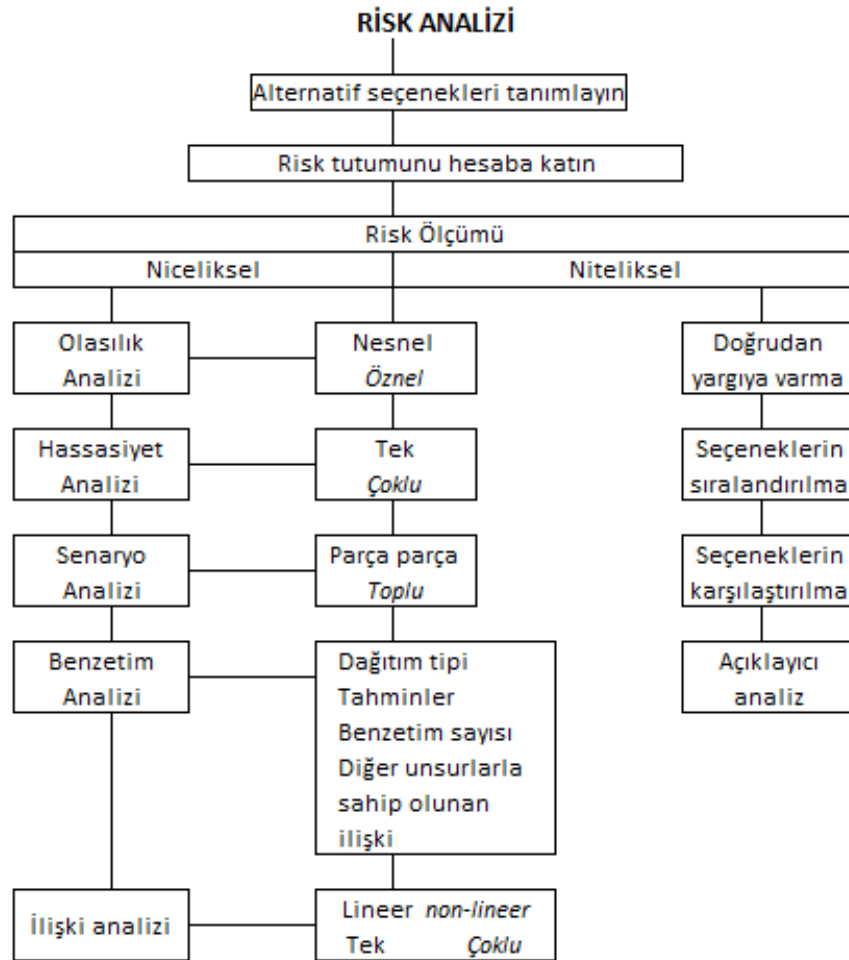 RİSK ANALİZİ
Alternatif seçenekleri tanımlayın
Risk tutumunu hesaba katın
Risk Ölçümü
Niceliksel
Niteliksel
Olasılık
Analizi
Nesnel
Öznel
Doğrudan
yargıya varma
Hassasiyet
Analizi
Tek
Çoklu
Seçeneklerin
sıralandırılma
Senaryo
Analizi
Parça parça
Toplu
Seçeneklerin
karşılaştırılma
Benzetim
Analizi
Dağıtım tipi
Tahminler
Benzetim sayısı
Diğer unsurlarla
sahip olunan
ilişki
Açıklayıcı
analiz
İlişki analizi
Lineer non-lineer
Tek Çoklu